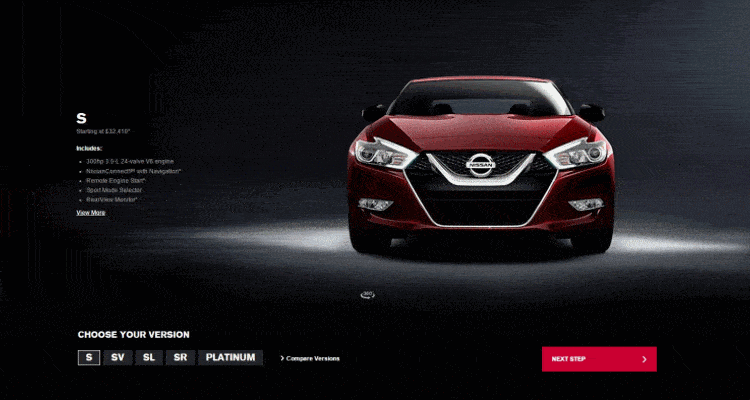 S
Starting at £32,410*
Includes:
300hp 3.5-L 24-valve V6 engine
NissanConnect℠ with Navigation*
Remote Engine Start*
Sport Mode Selector
RearView Monitor*
View More
NISSAN
360
CHOOSE YOUR VERSION
S SV SL SR PLATINUM
Compare Versions
NEXT STEP